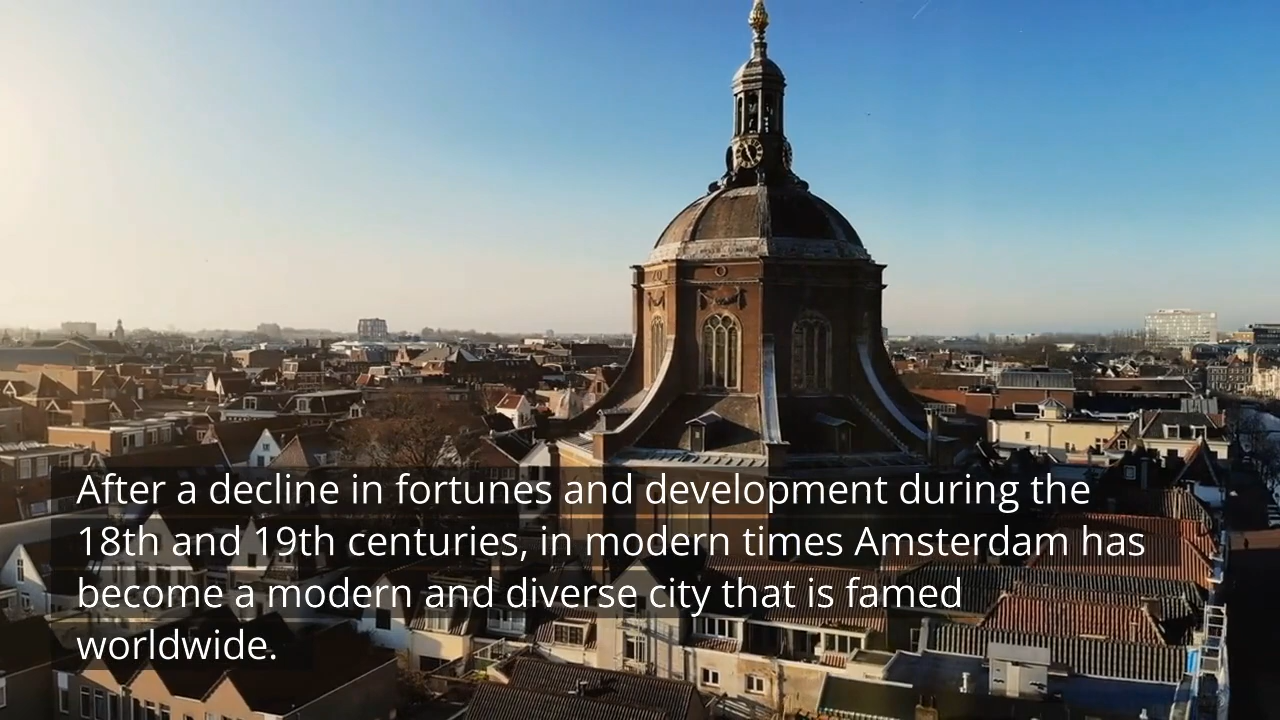 After a decline in fortunes and development during the
18th and 19th centuries, in modern times Amsterdam has
become a modern and diverse city that is famed
worldwide.